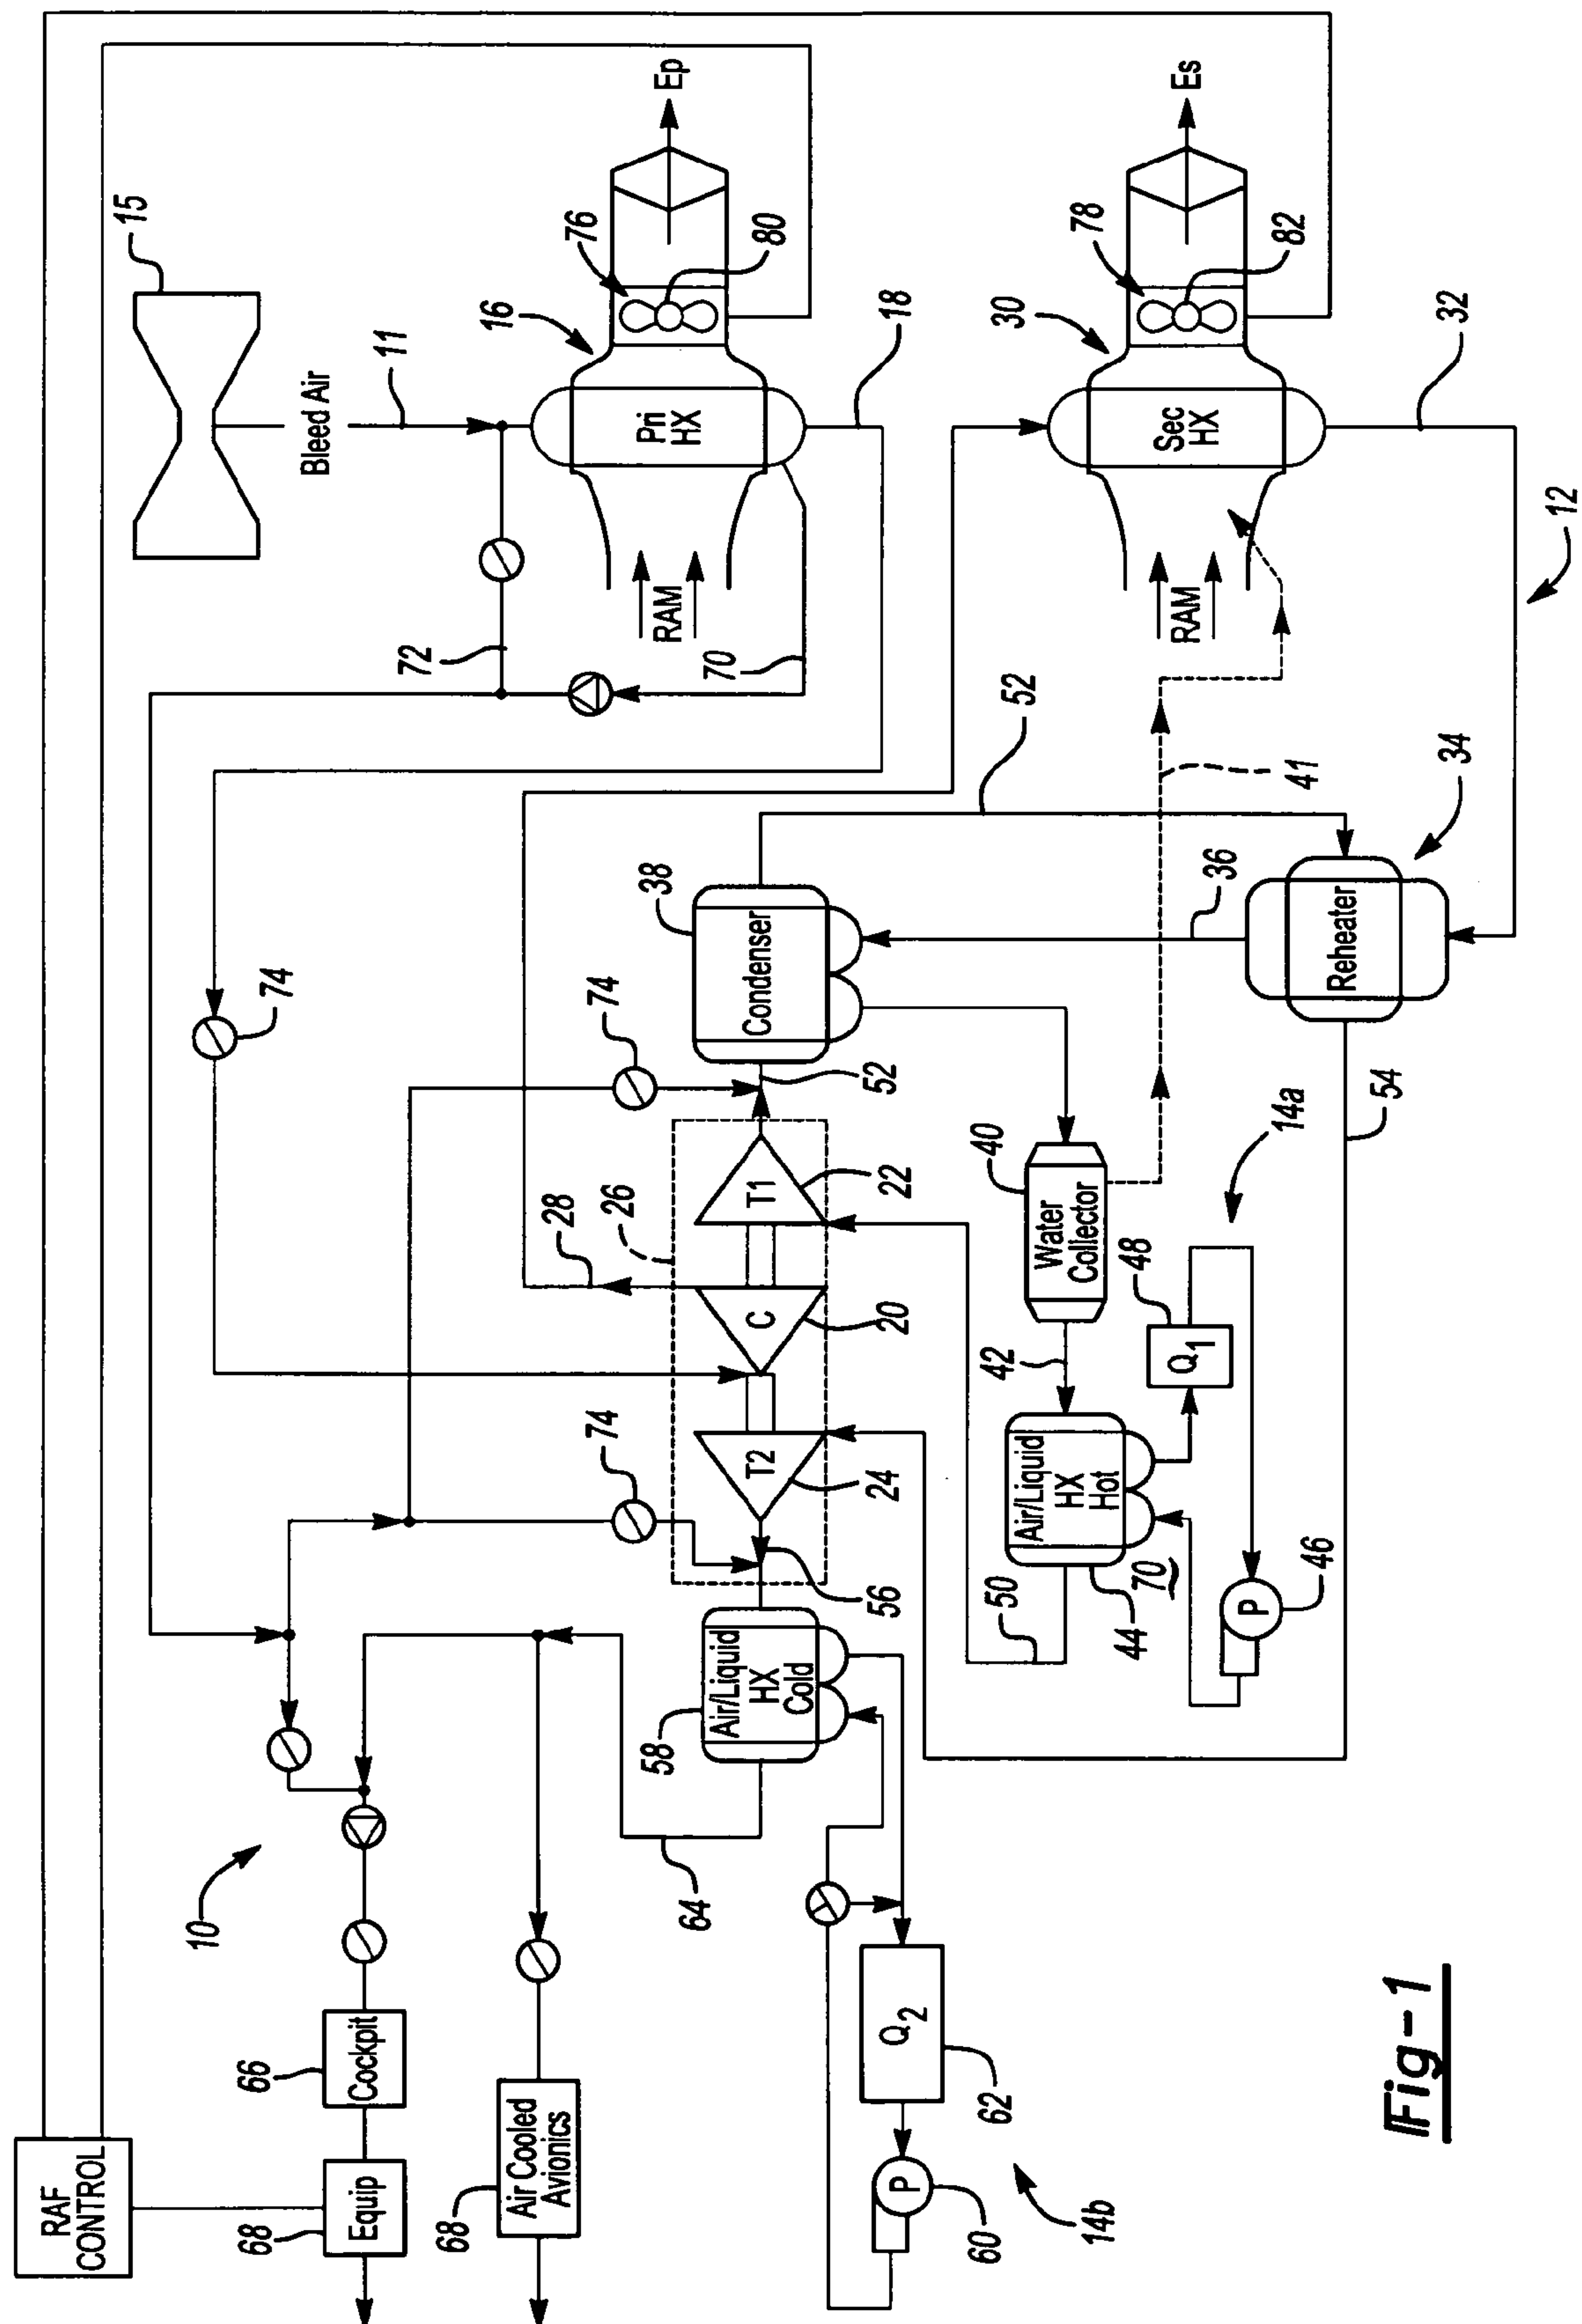 RAF
CONTROL
68
Equip
66
Cockpit
10
68
Air Cooled
Avionics
74
64
58
Air/Liquid
HX
Cold
56
T2
24
26
C
20
28
T1
22
74
52
38
Condenser
74
52
72
70
15
Bleed Air
11
16
Pri
HX
RAM
76
80
Ep
18
30
Sec
HX
RAM
78
82
Es
32
12
34
Reheater
36
41
54
40
Water
Collector
42
Air/Liquid
HX
Hot
44
70
50
46
P
48
Q1
14a
Q2
62
P
60
14b
Fig-1